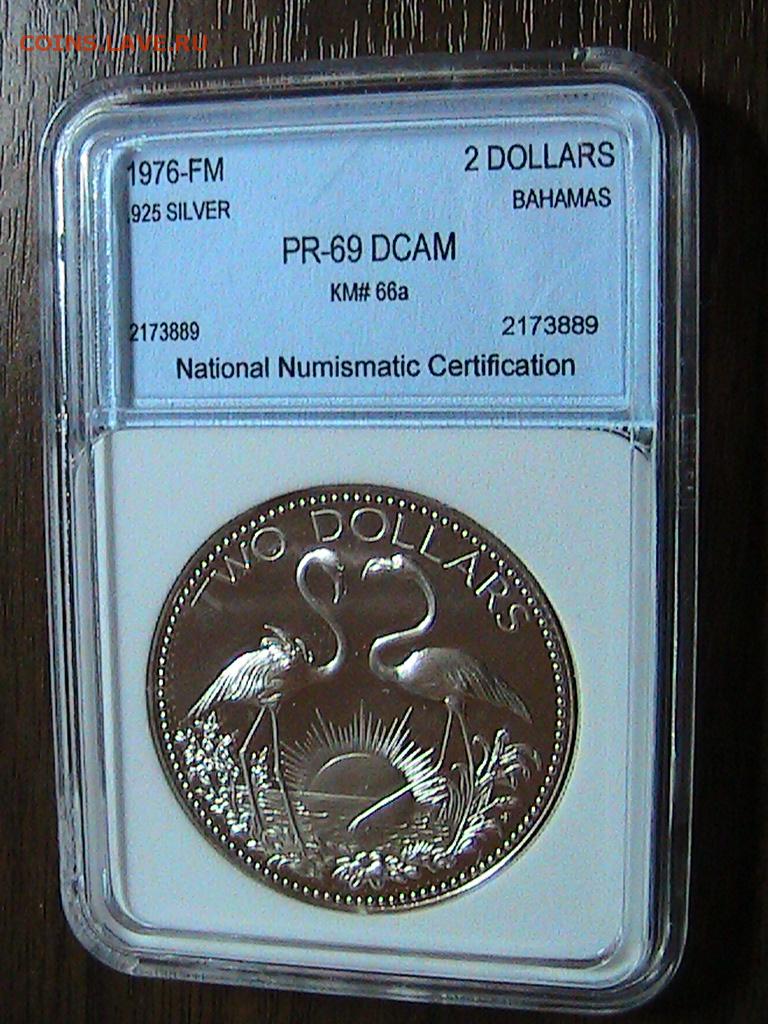 COINS.LAVE.RU
1976-FM 2 DOLLARS
.925 SILVER BAHAMAS
PR-69 DCAM
KM# 66a
2173889 2173889
National Numismatic Certification
TWO DOLLARS